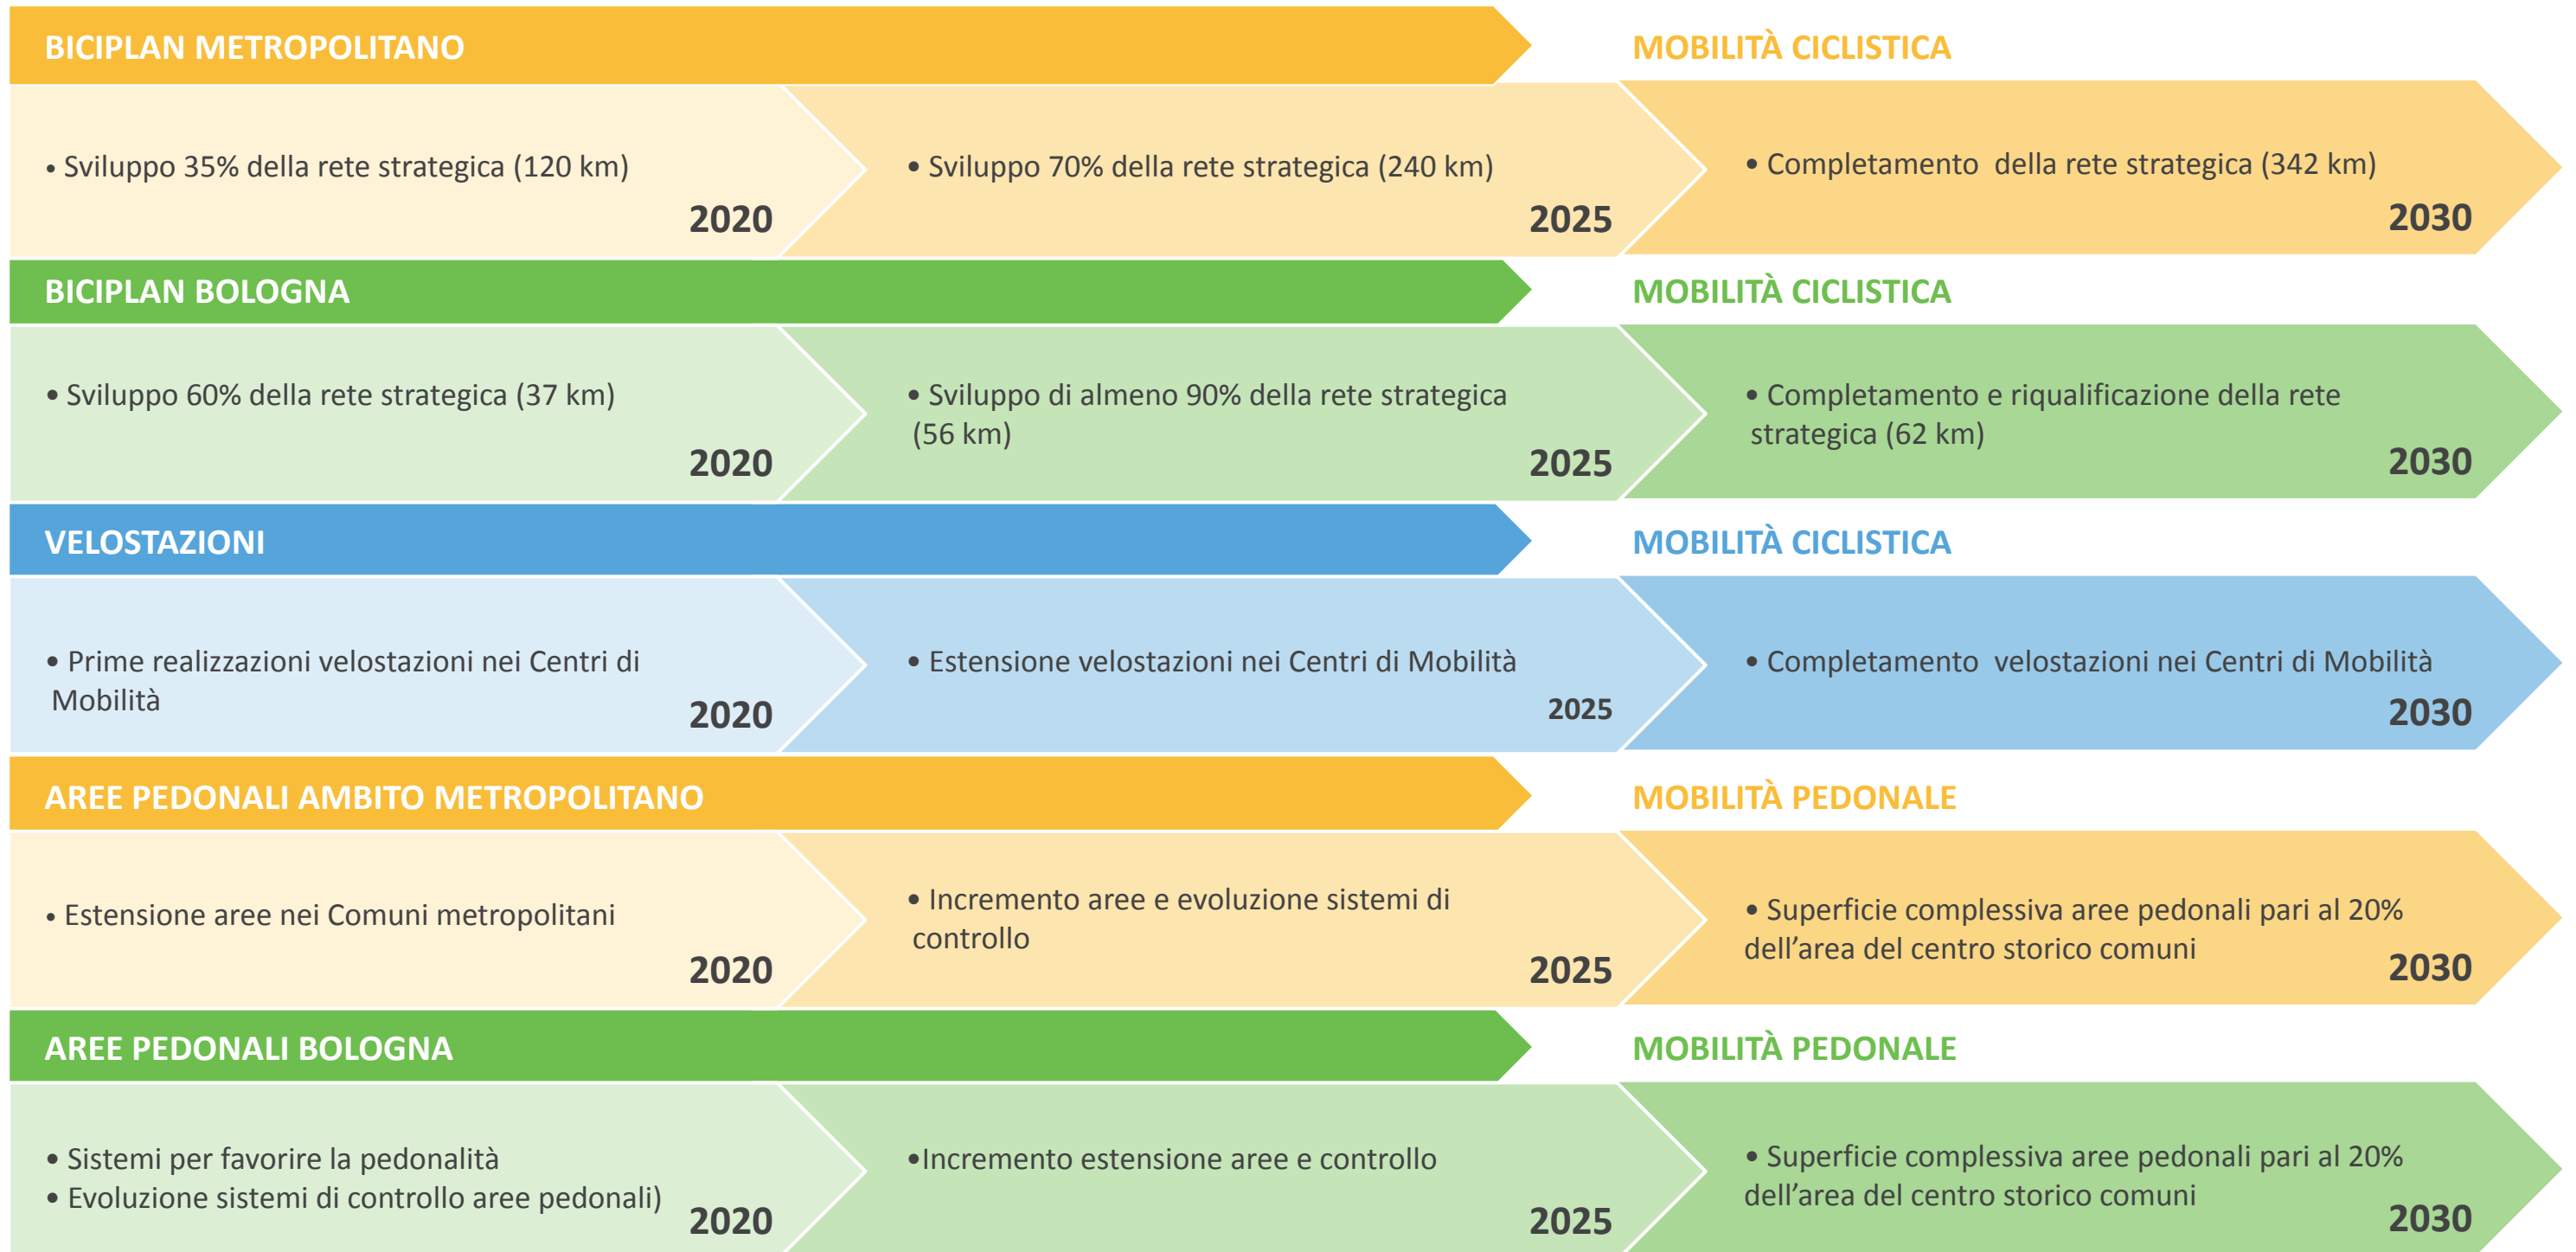 BICIPLAN METROPOLITANO
MOBILITÀ CICLISTICA
• Sviluppo 35% della rete strategica (120 km)
2020
• Sviluppo 70% della rete strategica (240 km)
2025
• Completamento  della rete strategica (342 km)
2030
BICIPLAN BOLOGNA
MOBILITÀ CICLISTICA
• Sviluppo 60% della rete strategica (37 km)
2020
• Sviluppo di almeno 90% della rete strategica
(56 km)
2025
• Completamento e riqualificazione della rete
strategica (62 km)
2030
VELOSTAZIONI
MOBILITÀ CICLISTICA
• Prime realizzazioni velostazioni nei Centri di
Mobilità
2020
• Estensione velostazioni nei Centri di Mobilità
2025
• Completamento  velostazioni nei Centri di Mobilità
2030
AREE PEDONALI AMBITO METROPOLITANO
MOBILITÀ PEDONALE
• Estensione aree nei Comuni metropolitani
2020
• Incremento aree e evoluzione sistemi di
controllo
2025
• Superficie complessiva aree pedonali pari al 20%
dell’area del centro storico comuni
2030
AREE PEDONALI BOLOGNA
MOBILITÀ PEDONALE
• Sistemi per favorire la pedonalità
• Evoluzione sistemi di controllo aree pedonali)
2020
•Incremento estensione aree e controllo
2025
• Superficie complessiva aree pedonali pari al 20%
dell’area del centro storico comuni
2030